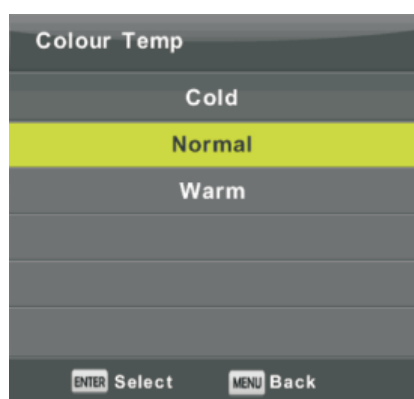 Colour Temp
Cold
Normal
Warm
ENTER Select MENU Back